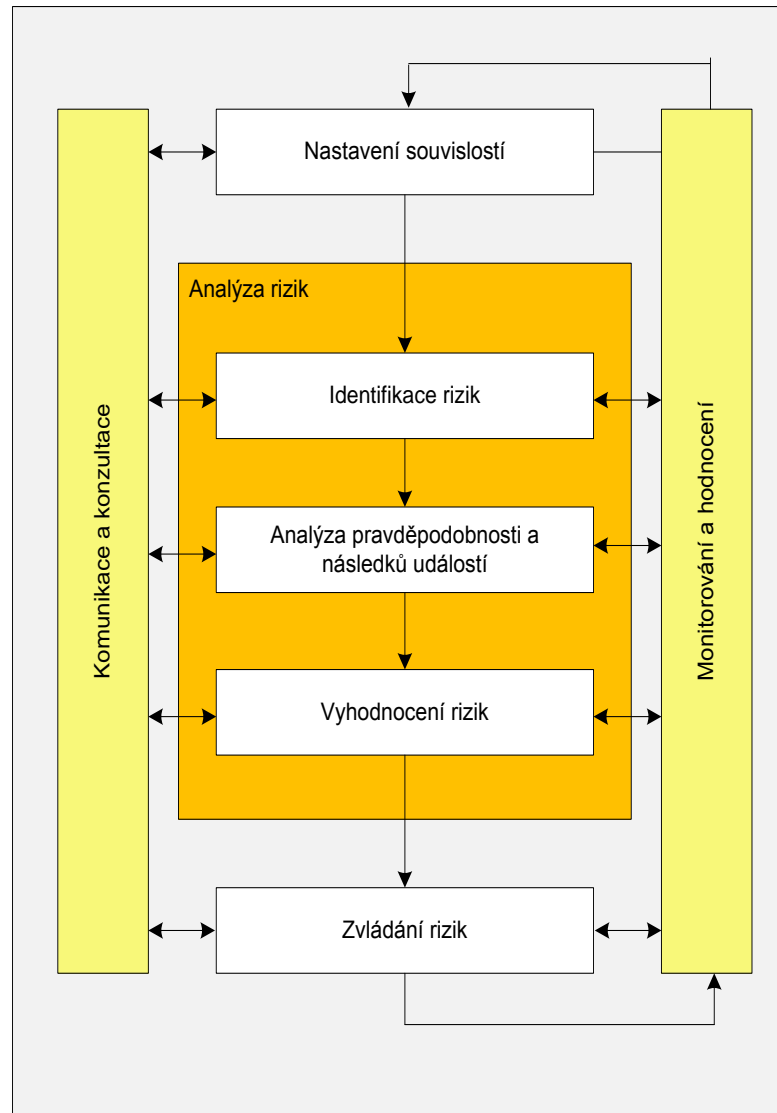 Nastavení souvislostí
Analýza rizik
Identifikace rizik
Analýza pravděpodobnosti a
následků událostí
Vyhodnocení rizik
Zvládání rizik
Komunikace a konzultace
Monitorování a hodnocení